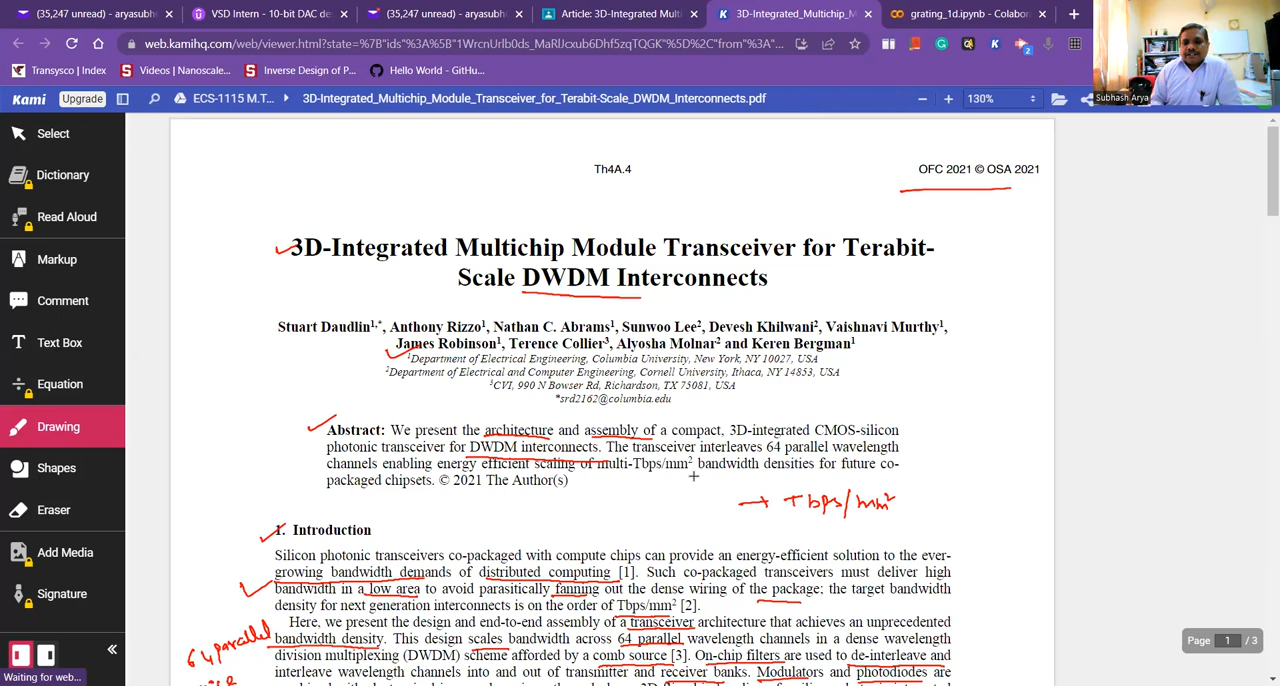 (35,247 unread) - aryasubh
VSD Intern - 10-bit DAC de
(35,247 unread) - aryasubh
Article: 3D-Integrated Multi
3D-Integrated_Multichip_M
grating_1d.ipynb - Colabora
web.kamihq.com/web/viewer.html?state=%7B"ids"%3A%5B"1WrcnUrlb0ds_MaRlJcxub6Dhf5zqTQGK"%5D%2C"from"%3A"...
Transysco | Index
Videos | Nanoscale...
Inverse Design of P...
Hello World - GitHu...
Kami
Upgrade
ECS-1115 M.T...
3D-Integrated_Multichip_Module_Transceiver_for_Terabit-Scale_DWDM_Interconnects.pdf
130%
Subhash Arya
Select
Dictionary
Read Aloud
Markup
Comment
Text Box
Equation
Drawing
Shapes
Eraser
Add Media
Signature
Waiting for web...
Th4A.4
OFC 2021 © OSA 2021
3D-Integrated Multichip Module Transceiver for Terabit-
Scale DWDM Interconnects
Stuart Daudlin1,*, Anthony Rizzo1, Nathan C. Abrams1, Sunwoo Lee2, Devesh Khilwani2, Vaishnavi Murthy1,
James Robinson1, Terence Collier3, Alyosha Molnar2 and Keren Bergman1
1Department of Electrical Engineering, Columbia University, New York, NY 10027, USA
2Department of Electrical and Computer Engineering, Cornell University, Ithaca, NY 14853, USA
3CVI, 990 N Bowser Rd, Richardson, TX 75081, USA
*srd2162@columbia.edu
Abstract: We present the architecture and assembly of a compact, 3D-integrated CMOS-silicon
photonic transceiver for DWDM interconnects. The transceiver interleaves 64 parallel wavelength
channels enabling energy efficient scaling of multi-Tbps/mm2 bandwidth densities for future co-
packaged chipsets. © 2021 The Author(s)
→ Tbps/mm2
1. Introduction
Silicon photonic transceivers co-packaged with compute chips can provide an energy-efficient solution to the ever-
growing bandwidth demands of distributed computing [1]. Such co-packaged transceivers must deliver high
bandwidth in a low area to avoid parasitically fanning out the dense wiring of the package; the target bandwidth
density for next generation interconnects is on the order of Tbps/mm2 [2].
Here, we present the design and end-to-end assembly of a transceiver architecture that achieves an unprecedented
bandwidth density. This design scales bandwidth across 64 parallel wavelength channels in a dense wavelength
division multiplexing (DWDM) scheme afforded by a comb source [3]. On-chip filters are used to de-interleave and
interleave wavelength channels into and out of transmitter and receiver banks. Modulators and photodiodes are
64 parallel
Page 1 / 3